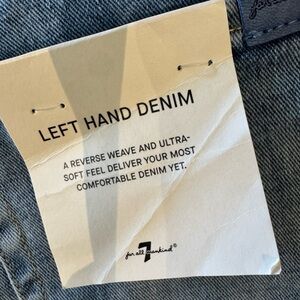 LEFT HAND DENIM
A REVERSE WEAVE AND ULTRA-
SOFT FEEL DELIVER YOUR MOST
COMFORTABLE DENIM YET.
7
for all mankind®